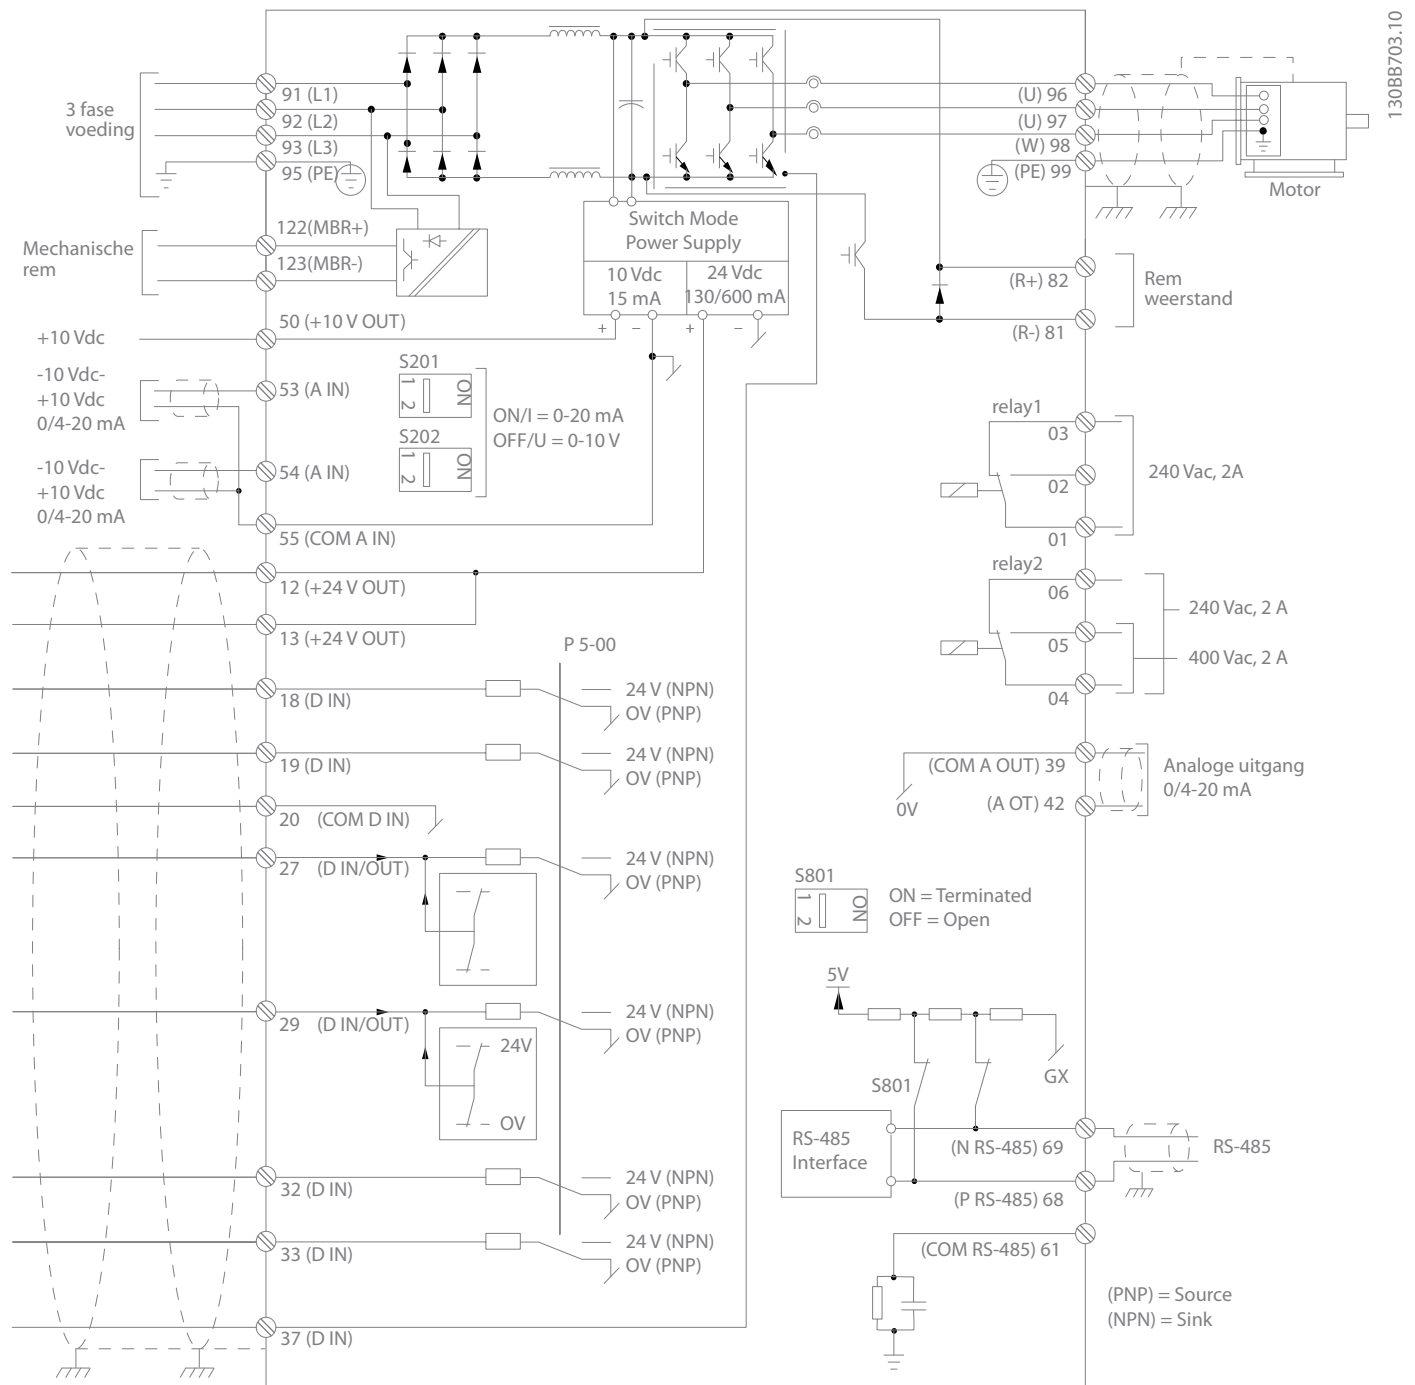 130BB703.10
3 fase
voeding
91 (L1)
92 (L2)
93 (L3)
95 (PE)
Mechanische
rem
122(MBR+)
123(MBR-)
50 (+10 V OUT)
+10 Vdc
-10 Vdc-
+10 Vdc
0/4-20 mA
53 (A IN)
-10 Vdc-
+10 Vdc
0/4-20 mA
54 (A IN)
55 (COM A IN)
12 (+24 V OUT)
13 (+24 V OUT)
18 (D IN)
19 (D IN)
20 (COM D IN)
27 (D IN/OUT)
29 (D IN/OUT)
32 (D IN)
33 (D IN)
37 (D IN)
S201
1 2 ON
S202
1 2 ON
ON/I = 0-20 mA
OFF/U = 0-10 V
Switch Mode
Power Supply
10 Vdc
15 mA
24 Vdc
130/600 mA
+ − + −
P 5-00
24 V (NPN)
OV (PNP)
24 V (NPN)
OV (PNP)
24 V (NPN)
OV (PNP)
24V
OV
24 V (NPN)
OV (PNP)
24 V (NPN)
OV (PNP)
24 V (NPN)
OV (PNP)
(U) 96
(U) 97
(W) 98
(PE) 99
Motor
(R+) 82
(R-) 81
Rem
weerstand
relay1
03
02
01
240 Vac, 2A
relay2
06
05
04
240 Vac, 2 A
400 Vac, 2 A
(COM A OUT) 39
(A OT) 42
0V
Analoge uitgang
0/4-20 mA
S801
1 2 ON
ON = Terminated
OFF = Open
5V
S801
GX
RS-485
Interface
(N RS-485) 69
(P RS-485) 68
(COM RS-485) 61
RS-485
(PNP) = Source
(NPN) = Sink